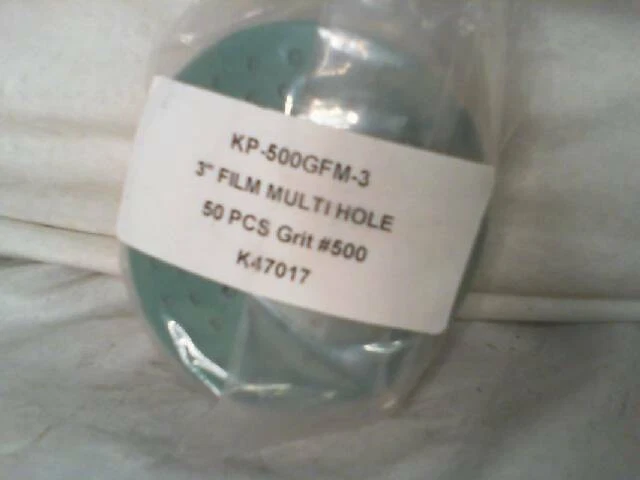 KP-500GFM-3
3" FILM MULTI HOLE
50 PCS Grit #500
K47017